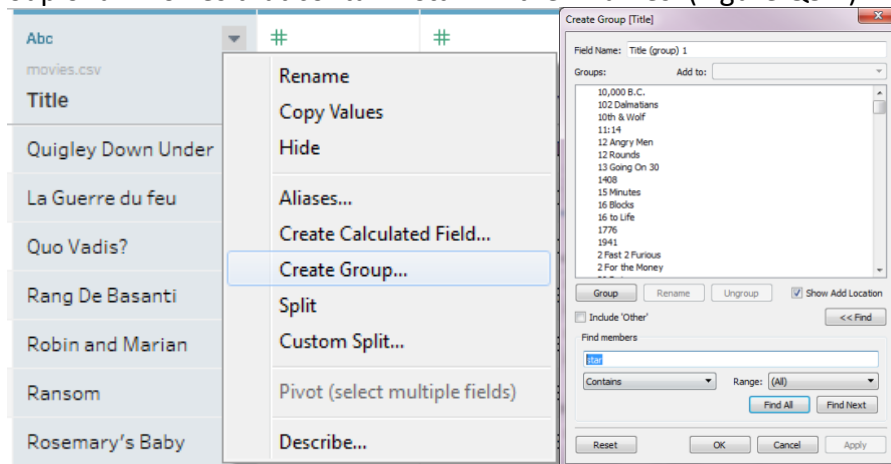 Abc
#
#
movies.csv
Title
Quigley Down Under
La Guerre du feu
Quo Vadis?
Rang De Basanti
Robin and Marian
Ransom
Rosemary's Baby
Rename
Copy Values
Hide
Aliases...
Create Calculated Field...
Create Group...
Split
Custom Split...
Pivot (select multiple fields)
Describe...
Create Group [Title]
Field Name: Title (group) 1
Groups: Add to:
10,000 B.C.
102 Dalmatians
10th & Wolf
11:14
12 Angry Men
12 Rounds
13 Going On 30
1408
15 Minutes
16 Blocks
16 to Life
1776
1941
2 Fast 2 Furious
2 For the Money
Group Rename Ungroup Show Add Location
Include 'Other' << Find
Find members
star
Contains Range: (All)
Find All Find Next
Reset OK Cancel Apply